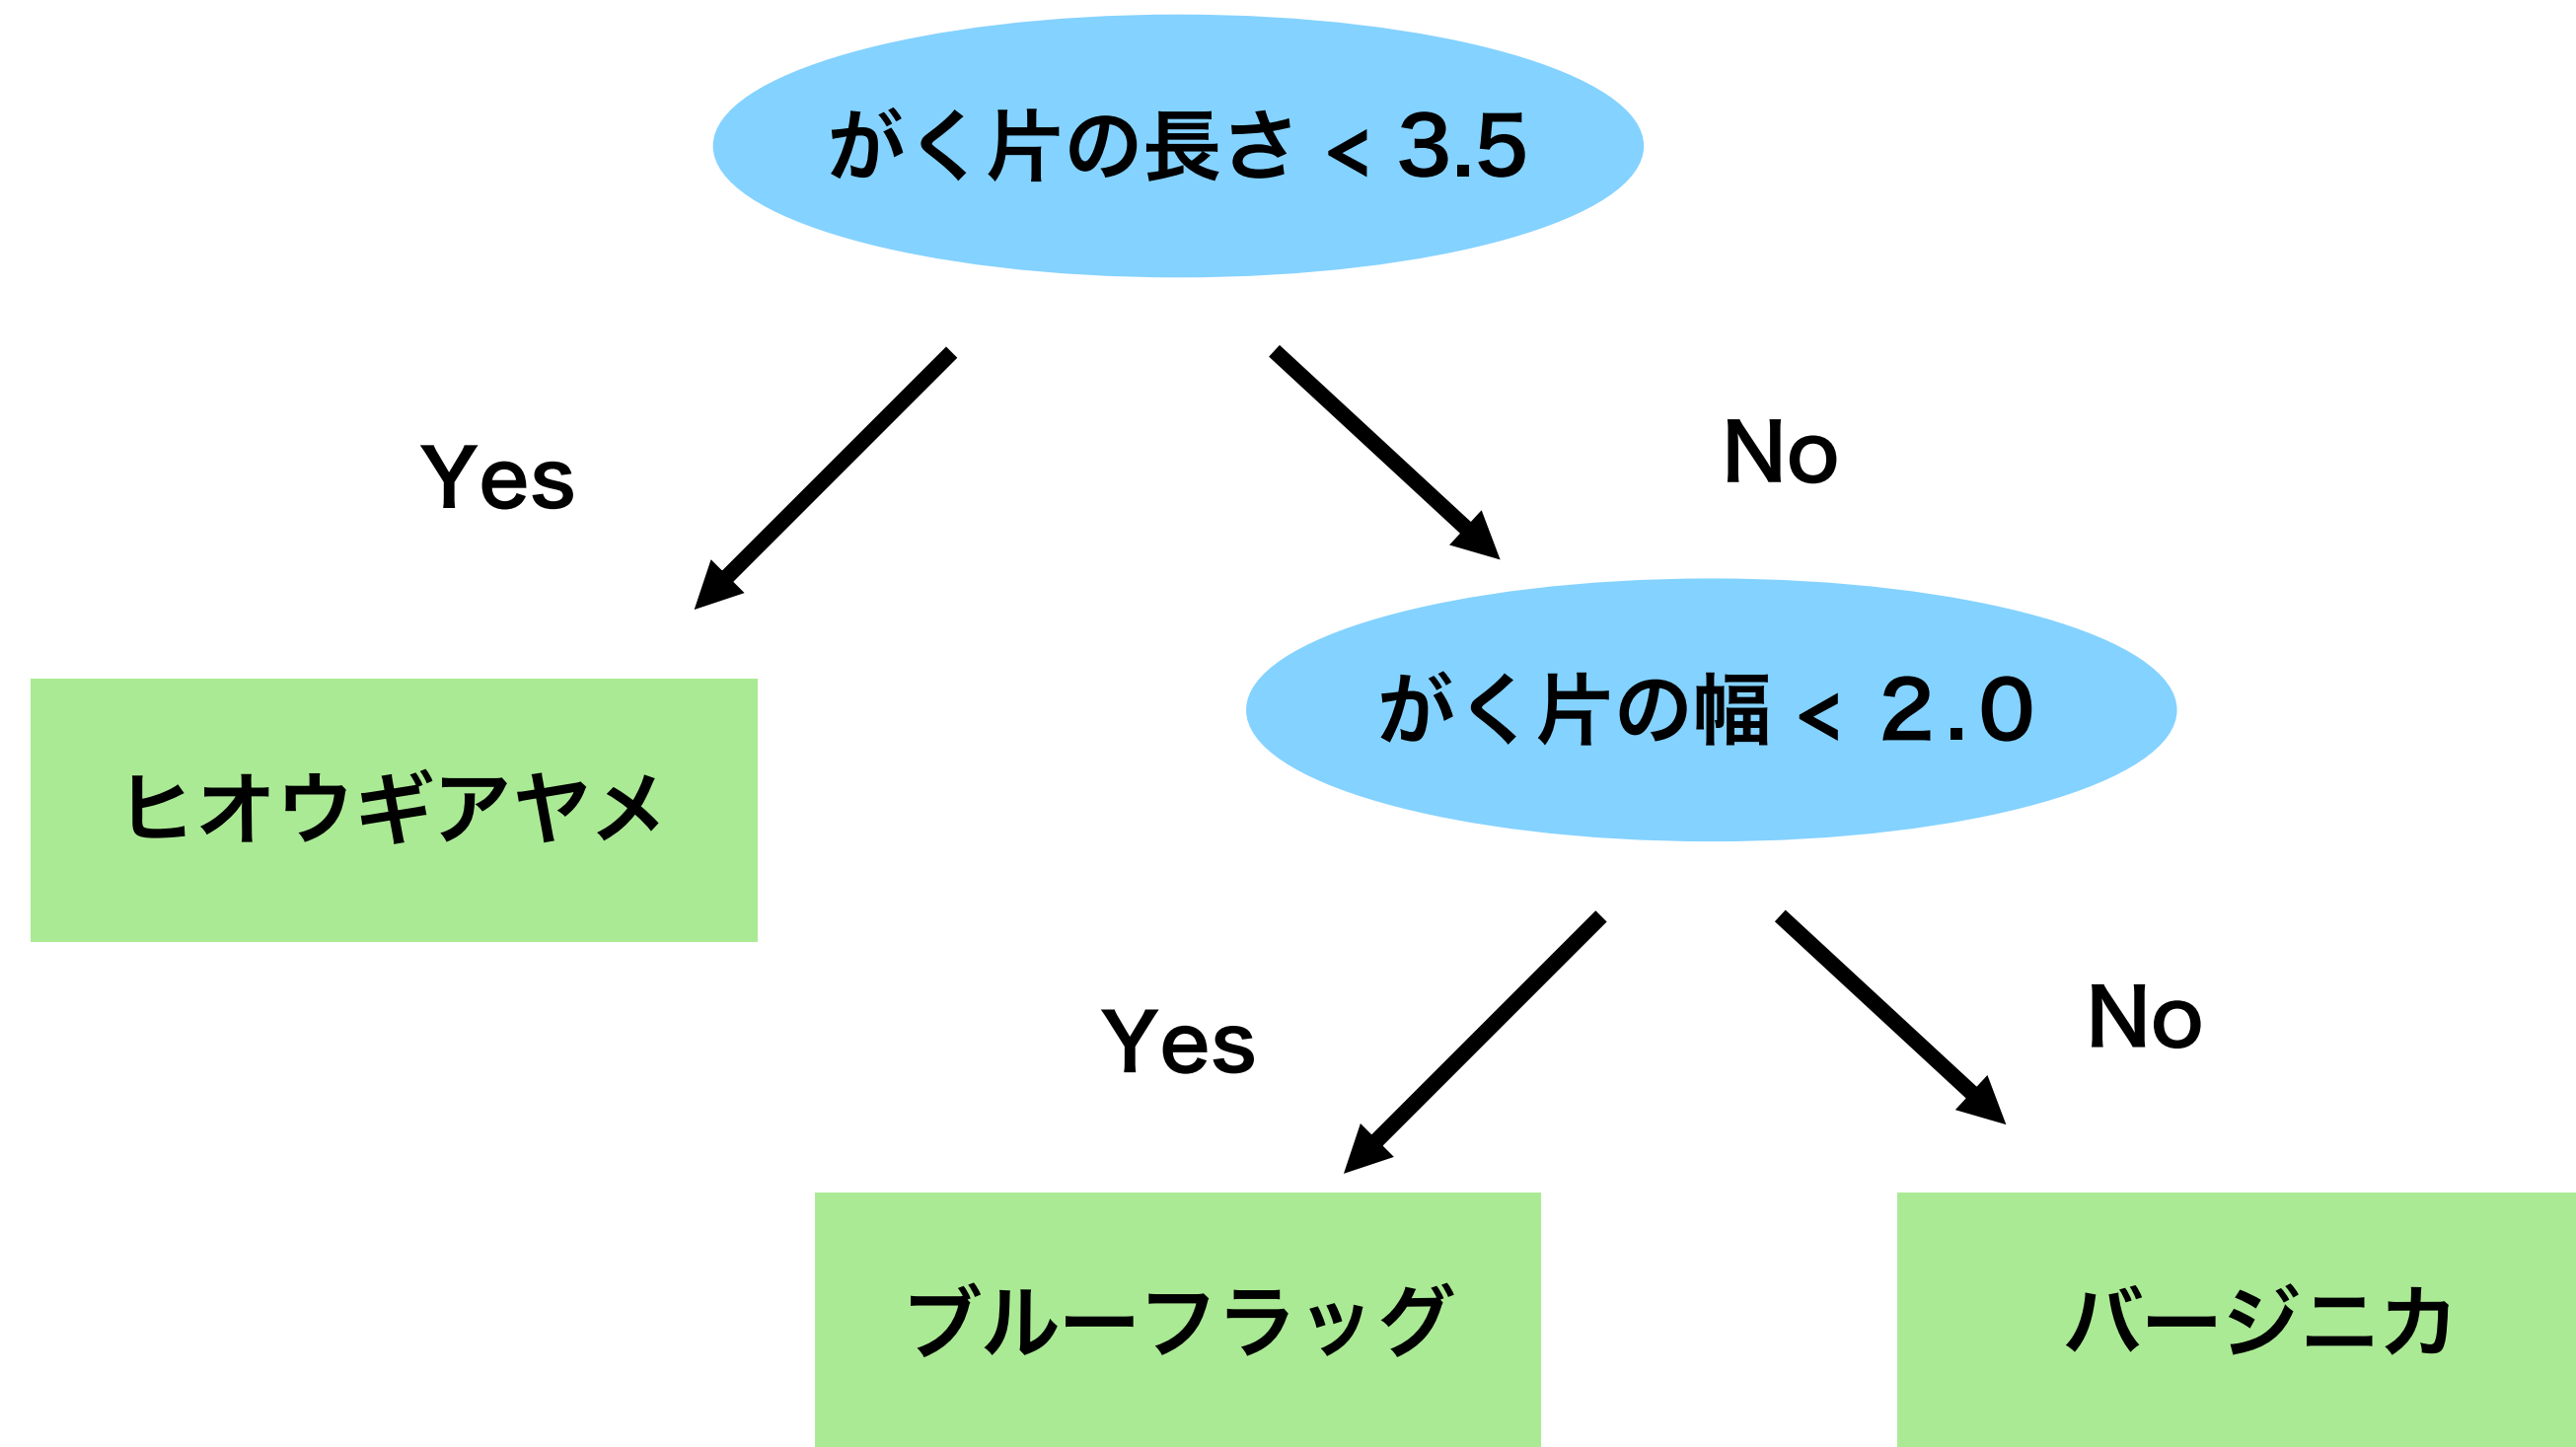 がく片の長さ < 3.5
Yes
No
がく片の幅 < 2.0
ヒオウギアヤメ
Yes
No
ブルーフラッグ
バージニカ